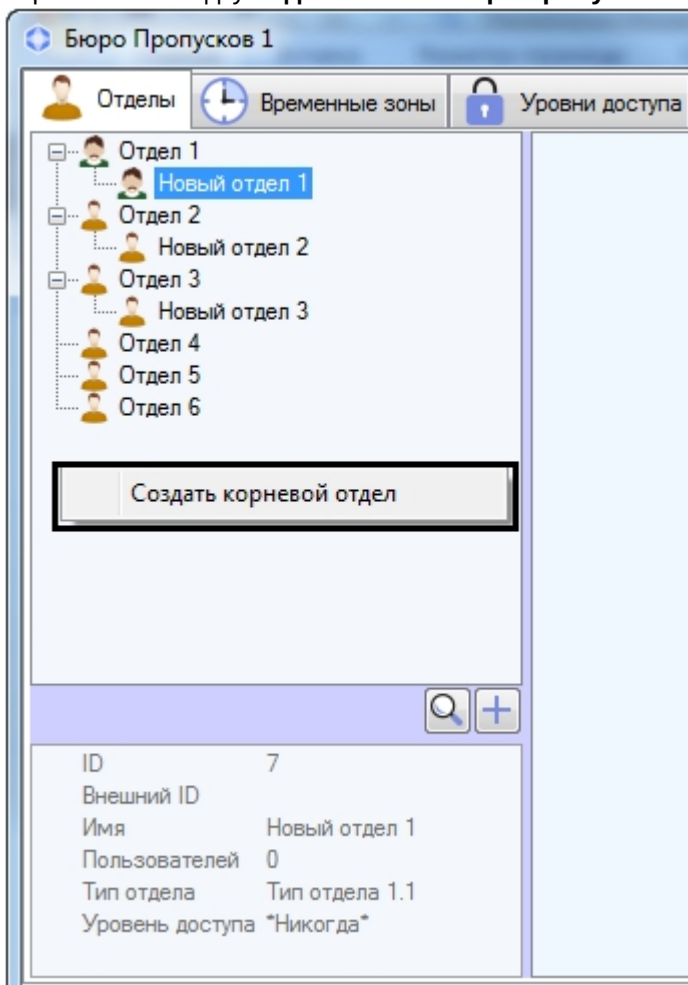 Бюро Пропусков 1
Отделы Временные зоны Уровни доступа
Отдел 1
Новый отдел 1
Отдел 2
Новый отдел 2
Отдел 3
Новый отдел 3
Отдел 4
Отдел 5
Отдел 6
Создать корневой отдел
ID 7
Внешний ID
Имя Новый отдел 1
Пользователей 0
Тип отдела Тип отдела 1.1
Уровень доступа *Никогда*